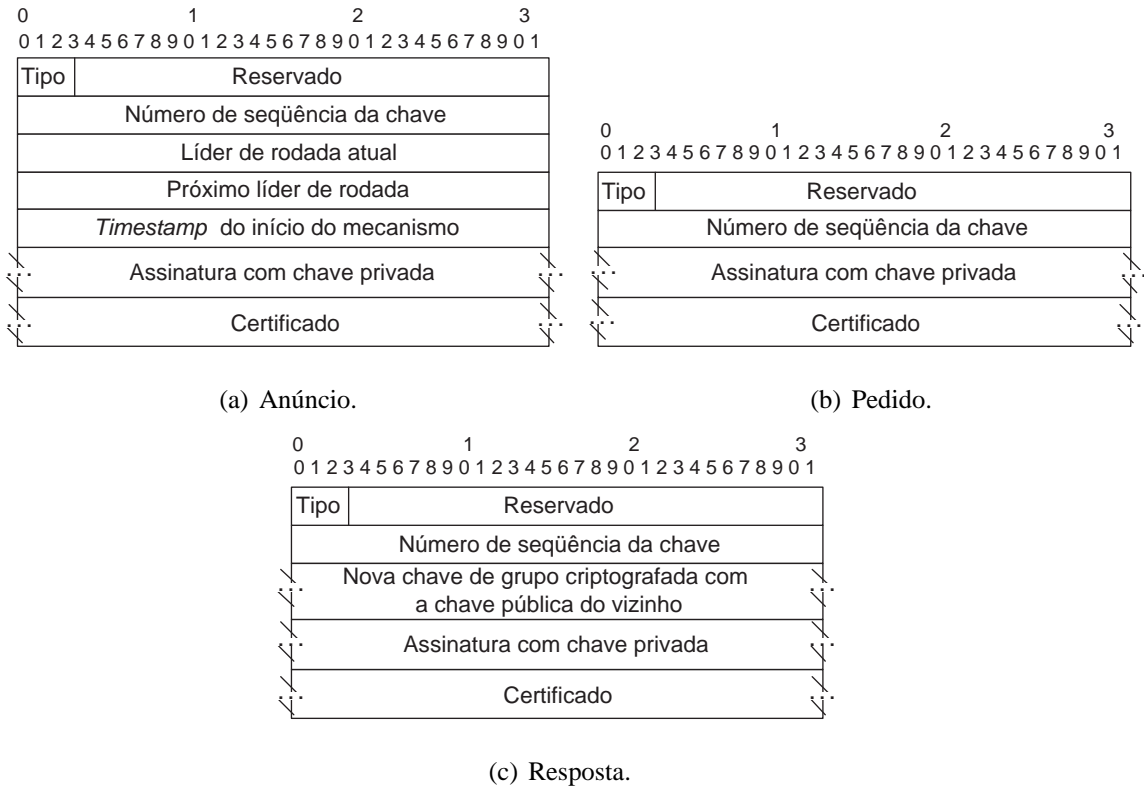 0 1 2 3
0 1 2 3 4 5 6 7 8 9 0 1 2 3 4 5 6 7 8 9 0 1 2 3 4 5 6 7 8 9 0 1
Tipo Reservado
Número de seqüência da chave
Líder de rodada atual
Próximo líder de rodada
Timestamp do início do mecanismo
... Assinatura com chave privada ...
... Certificado ...
(a) Anúncio.
0 1 2 3
0 1 2 3 4 5 6 7 8 9 0 1 2 3 4 5 6 7 8 9 0 1 2 3 4 5 6 7 8 9 0 1
Tipo Reservado
Número de seqüência da chave
... Assinatura com chave privada ...
... Certificado ...
(b) Pedido.
0 1 2 3
0 1 2 3 4 5 6 7 8 9 0 1 2 3 4 5 6 7 8 9 0 1 2 3 4 5 6 7 8 9 0 1
Tipo Reservado
Número de seqüência da chave
... Nova chave de grupo criptografada com ...
a chave pública do vizinho
... Assinatura com chave privada ...
... Certificado ...
(c) Resposta.